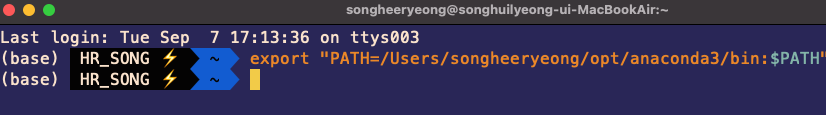 songheeryeong@songhuilyeong-ui-MacBookAir:~
Last login: Tue Sep  7 17:13:36 on ttys003
(base) HR_SONG ⚡ ~ export "PATH=/Users/songheeryeong/opt/anaconda3/bin:$PATH"
(base) HR_SONG ⚡ ~